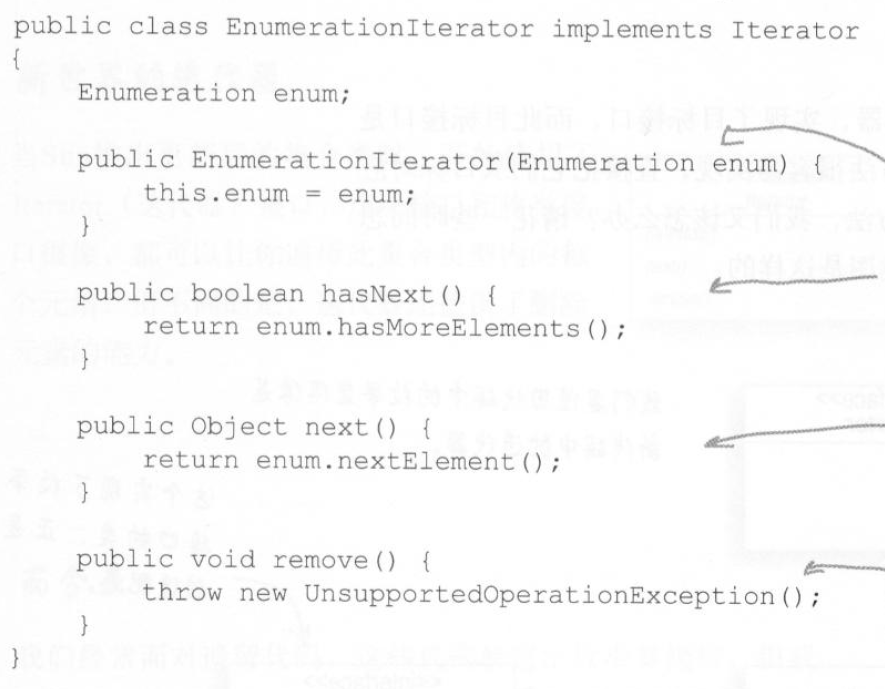 public class EnumerationIterator implements Iterator
{
Enumeration enum;
public EnumerationIterator(Enumeration enum) {
this.enum = enum;
}
public boolean hasNext() {
return enum.hasMoreElements();
}
public Object next() {
return enum.nextElement();
}
public void remove() {
throw new UnsupportedOperationException();
}
}